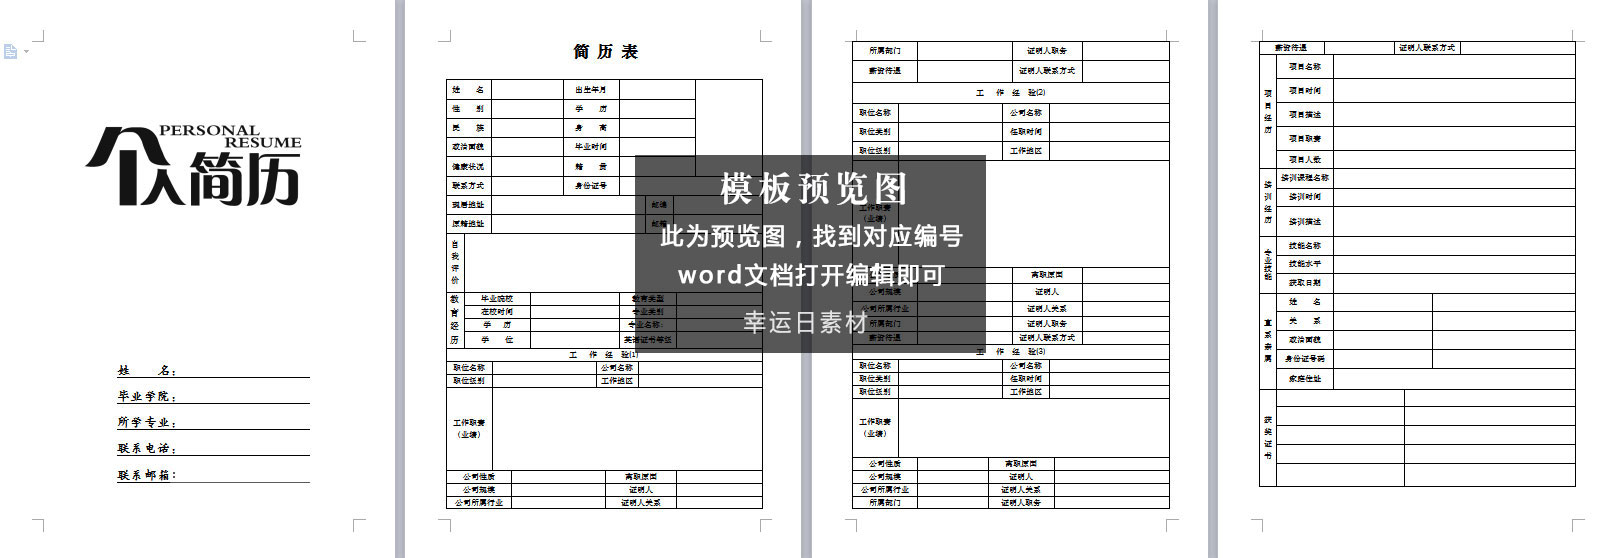 PERSONAL
RESUME
个人简历
姓 名：
毕业学院：
所学专业：
联系电话：
联系邮箱：
简 历 表
姓 名 出生年月
性 别 学 历
民 族 身 高
政治面貌 毕业时间
健康状况 籍 贯
联系方式 身份证号
现居地址 邮编
原籍地址 邮箱
自我评价
教育经历
毕业院校 教育类型
在校时间 专业类别
学 历 专业名称：
学 位 英语证书等级
工 作 经 验(1)
职位名称 公司名称
职位级别 工作地区
工作职责
（业绩）
公司性质 离职原因
公司规模 证明人
公司所属行业 证明人关系
所属部门 证明人职务
薪资待遇 证明人联系方式
工 作 经 验(2)
职位名称 公司名称
职位类别 任职时间
职位级别 工作地区
工作职责
（业绩）
离职原因
公司规模 证明人
公司所属行业 证明人关系
所属部门 证明人职务
薪资待遇 证明人联系方式
工 作 经 验(3)
职位名称 公司名称
职位类别 任职时间
职位级别 工作地区
工作职责
（业绩）
公司性质 离职原因
公司规模 证明人
公司所属行业 证明人关系
所属部门 证明人职务
薪资待遇 证明人联系方式
项目经历
项目名称
项目时间
项目描述
项目职责
项目人数
培训经历
培训课程名称
培训时间
培训描述
专业技能
技能名称
技能水平
获取日期
直系亲属
姓 名
关 系
政治面貌
身份证号码
家庭住址
获奖证书
模板预览图
此为预览图，找到对应编号
word文档打开编辑即可
幸运日素材